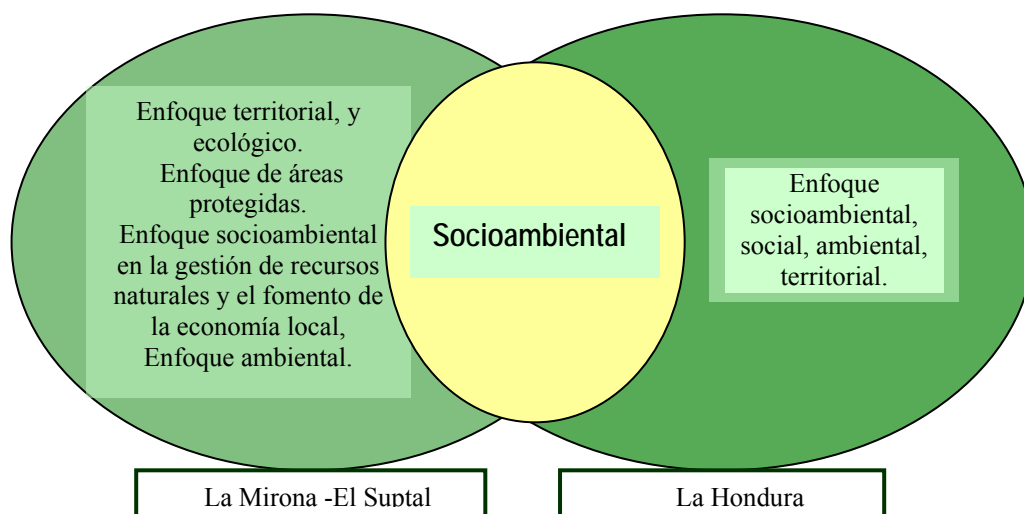 Enfoque territorial, y
ecológico.
Enfoque de áreas
protegidas.
Enfoque socioambiental
en la gestión de recursos
naturales y el fomento de
la economía local,
Enfoque ambiental.
Socioambiental
Enfoque
socioambiental,
social, ambiental,
territorial.
La Mirona -El Suptal
La Hondura